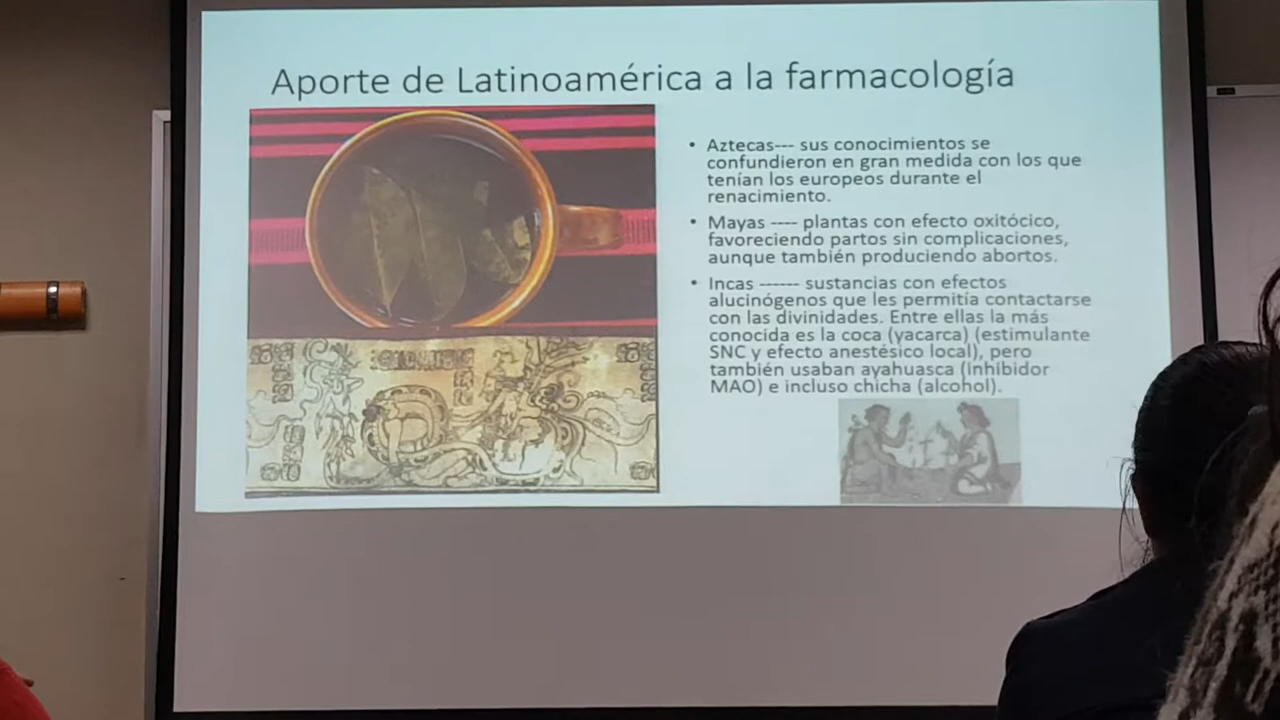 Aporte de Latinoamérica a la farmacología
• Aztecas--- sus conocimientos se
confundieron en gran medida con los que
tenían los europeos durante el
renacimiento.
• Mayas ---- plantas con efecto oxitócico,
favoreciendo partos sin complicaciones,
aunque también produciendo abortos.
• Incas ------ sustancias con efectos
alucinógenos que les permitía contactarse
con las divinidades. Entre ellas la más
conocida es la coca (yacarca) (estimulante
SNC y efecto anestésico local), pero
también usaban ayahuasca (inhibidor
MAO) e incluso chicha (alcohol).